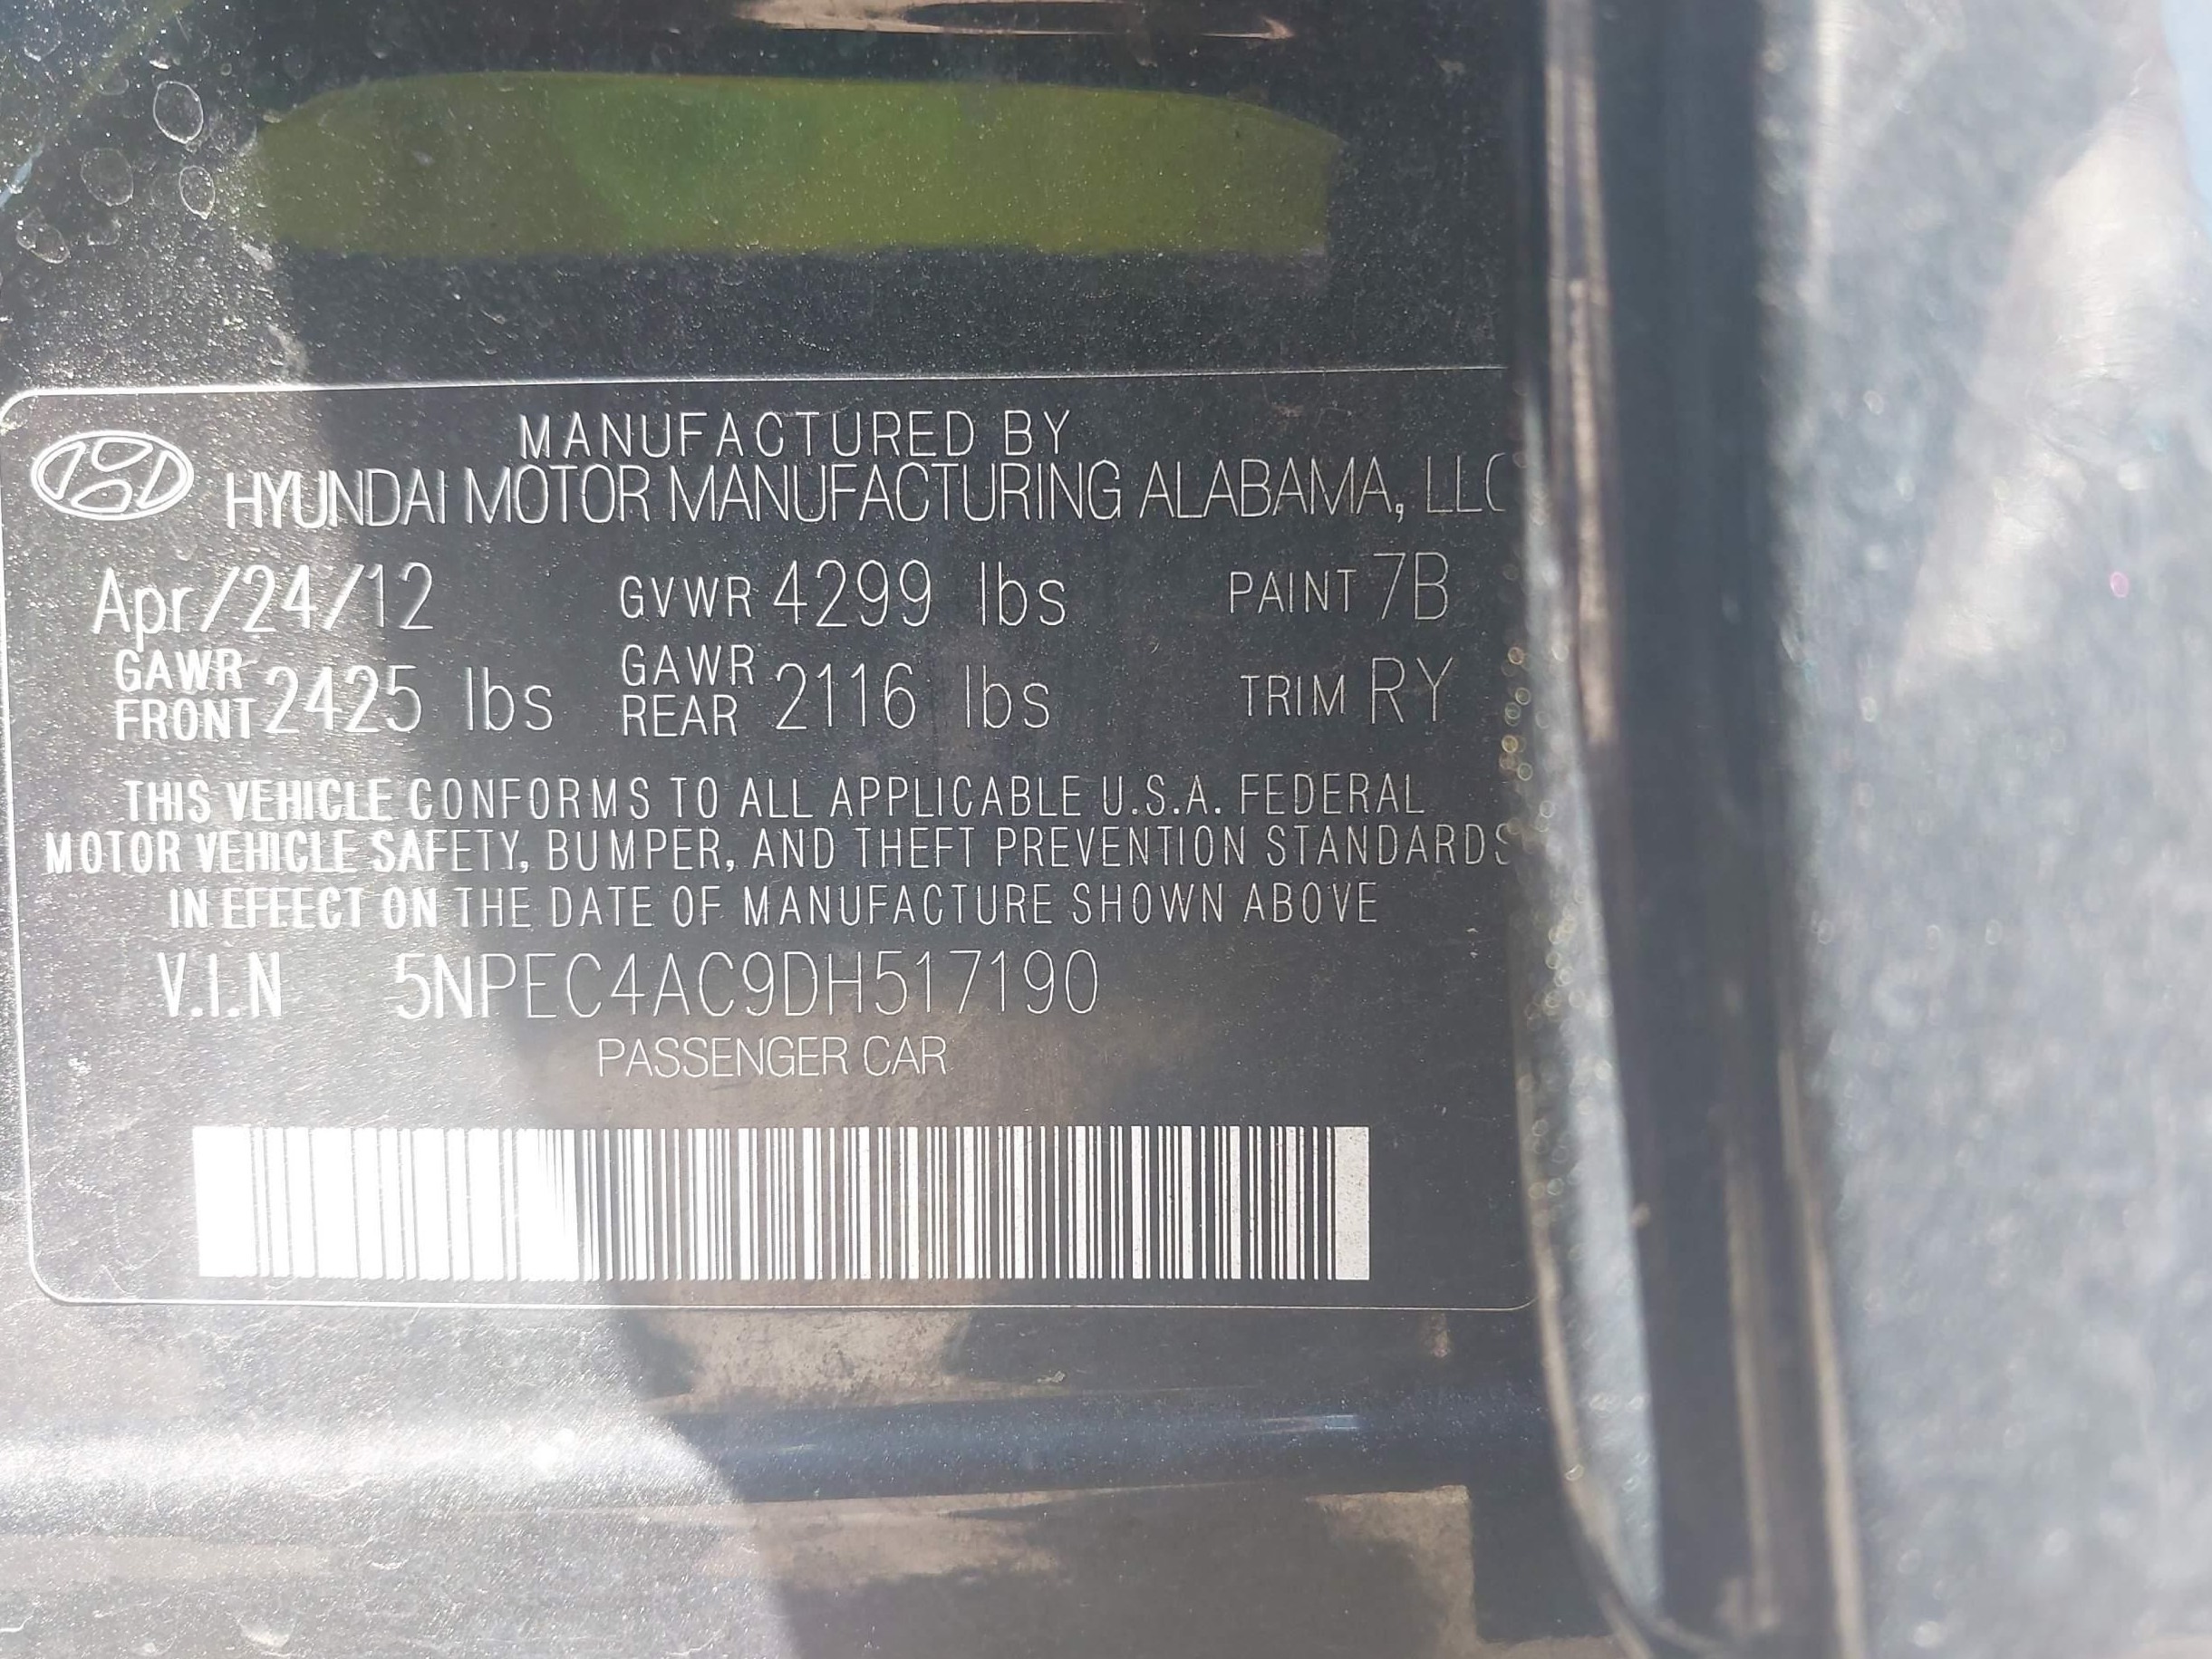 MANUFACTURED BY
HYUNDAI MOTOR MANUFACTURING ALABAMA, LLC
Apr/24/12 GVWR 4299 lbs PAINT 7B
GAWR FRONT 2425 lbs GAWR REAR 2116 lbs TRIM RY
THIS VEHICLE CONFORMS TO ALL APPLICABLE U.S.A. FEDERAL
MOTOR VEHICLE SAFETY, BUMPER, AND THEFT PREVENTION STANDARDS
IN EFFECT ON THE DATE OF MANUFACTURE SHOWN ABOVE
V.I.N 5NPEC4AC9DH517190
PASSENGER CAR